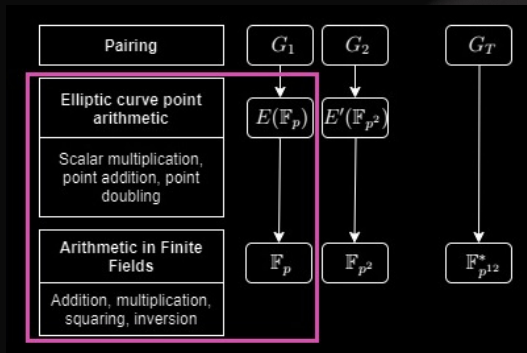 Pairing
G₁
G₂
G_T
Elliptic curve point
arithmetic
E(𝔽ₚ)
E′(𝔽ₚ²)
Scalar multiplication,
point addition, point
doubling
Arithmetic in Finite
Fields
𝔽ₚ
𝔽ₚ²
𝔽*ₚ¹²
Addition, multiplication,
squaring, inversion